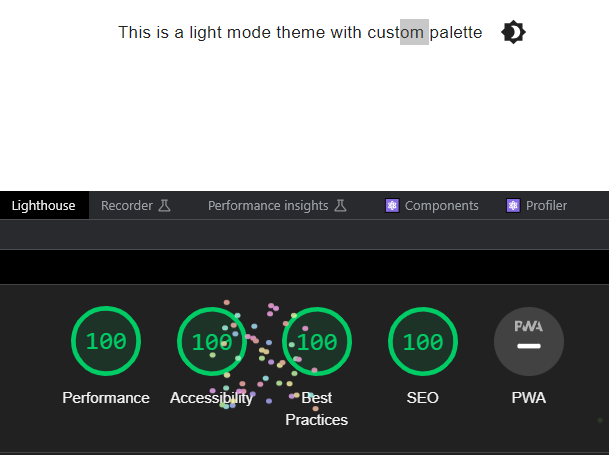 This is a light mode theme with custom palette
Lighthouse Recorder Performance insights Components Profiler
100 100 100 100 PWA
Performance Accessibility Best Practices SEO PWA